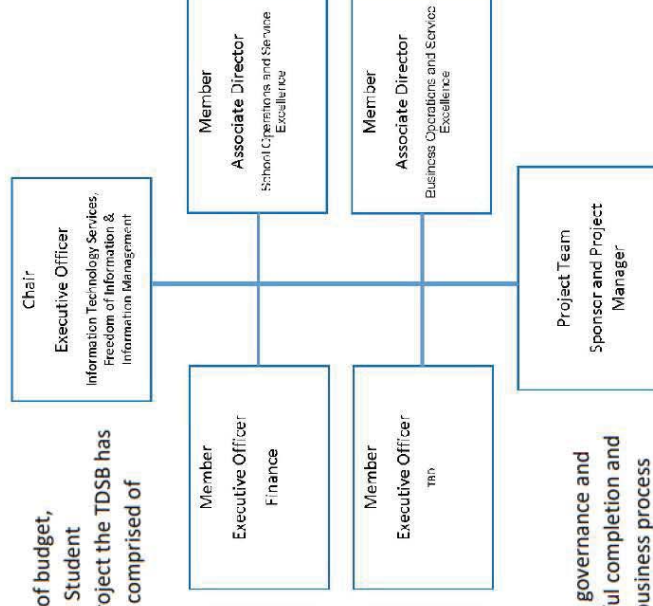 of budget,
Student
roject the TDSB has
comprised of
Chair
Executive Officer
Information Technology Services,
Freedom of Information &
Information Management
Member
Executive Officer
Finance
Member
Associate Director
School Operations and Service
Excellence
Member
Executive Officer
TBD
Member
Associate Director
Business Operations and Service
Excellence
Project Team
Sponsor and Project
Manager
governance and
ul completion and
business process